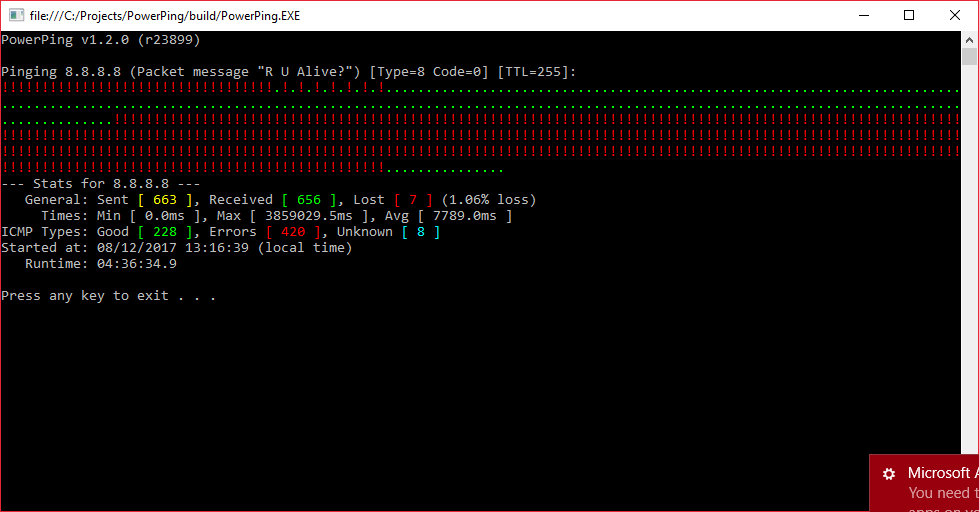 file:///C:/Projects/PowerPing/build/PowerPing.EXE
PowerPing v1.2.0 (r23899)
Pinging 8.8.8.8 (Packet message "R U Alive?") [Type=8 Code=0] [TTL=255]:
!!!!!!!!!!!!!!!!!!!!!!!!!!!!!!!!!!.!.!.!.!.!.!.!........................................................................
........................................................................................................................
..............!!!!!!!!!!!!!!!!!!!!!!!!!!!!!!!!!!!!!!!!!!!!!!!!!!!!!!!!!!!!!!!!!!!!!!!!!!!!!!!!!!!!!!!!!!!!!!!!!!!!!!!!!!
!!!!!!!!!!!!!!!!!!!!!!!!!!!!!!!!!!!!!!!!!!!!!!!!!!!!!!!!!!!!!!!!!!!!!!!!!!!!!!!!!!!!!!!!!!!!!!!!!!!!!!!!!!!!!!!!!!!!!!!!
!!!!!!!!!!!!!!!!!!!!!!!!!!!!!!!!!!!!!!!!!!!!!!!!!!!!!!!!!!!!!!!!!!!!!!!!!!!!!!!!!!!!!!!!!!!!!!!!!!!!!!!!!!!!!!!!!!!!!!!!
!!!!!!!!!!!!!!!!!!!!!!!!!!!!!!!!!!!!!!!!!!!!!!!!...............
--- Stats for 8.8.8.8 ---
General: Sent [ 663 ], Received [ 656 ], Lost [ 7 ] (1.06% loss)
Times: Min [ 0.0ms ], Max [ 3859029.5ms ], Avg [ 7789.0ms ]
ICMP Types: Good [ 228 ], Errors [ 420 ], Unknown [ 8 ]
Started at: 08/12/2017 13:16:39 (local time)
Runtime: 04:36:34.9
Press any key to exit . . .
Microsoft A
You need t
apps on yo